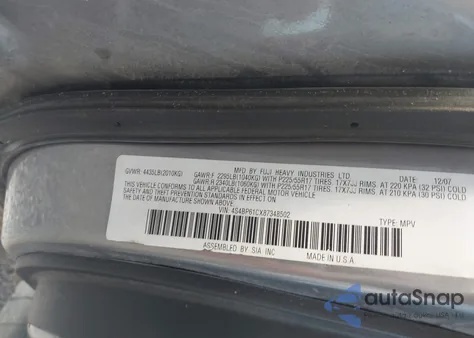 MFD. BY FUJI HEAVY INDUSTRIES LTD. 12/07
GVWR: 4435LB(2010KG) GAWR:F 2290LB(1040KG) WITH P225/55R17 TIRES. 17X7JJ RIMS. AT 220 KPA (32 PSI) COLD
GAWR:R 2340LB(1060KG) WITH P225/55R17 TIRES. 17X7JJ RIMS. AT 210 KPA (30 PSI) COLD
THIS VEHICLE CONFORMS TO ALL APPLICABLE FEDERAL MOTOR VEHICLE
SAFETY AND THEFT PREVENTION STANDARDS IN EFFECT ON THE
DATE OF MANUFACTURE SHOWN ABOVE.
VIN: 4S4BP61CX87348502 TYPE: MPV
ASSEMBLED BY SIA INC. MADE IN U.S.A.
autoSnap